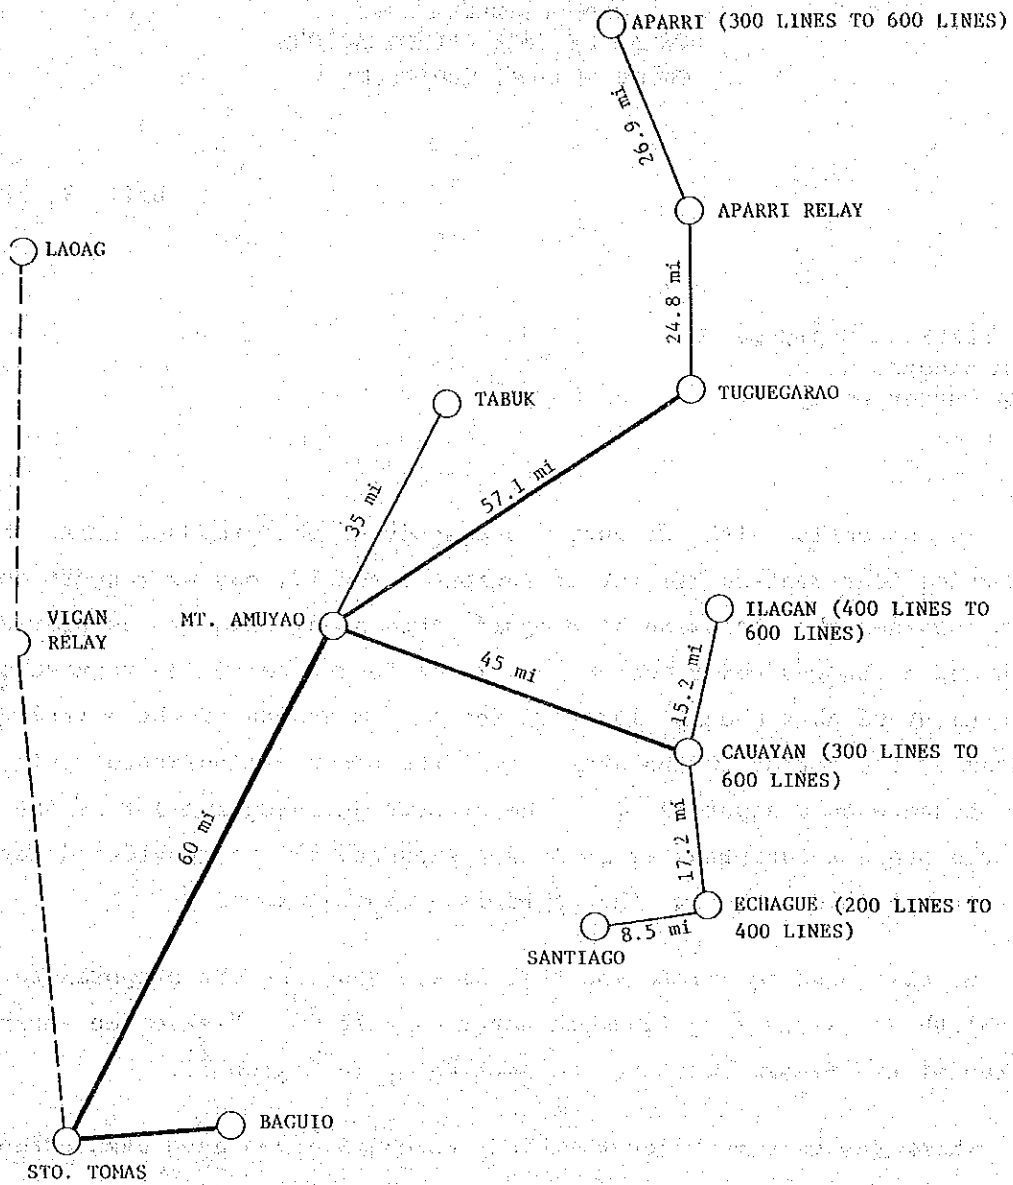 APARRI (300 LINES TO 600 LINES)
26.9 mi
APARRI RELAY
LAOAG
24.8 mi
TABUK
TUGUEGARAO
57.1 mi
35 mi
MT. AMUYAO
VIGAN
RELAY
ILAGAN (400 LINES TO
600 LINES)
45 mi
15.2 mi
CAUAYAN (300 LINES TO
600 LINES)
60 mi
17.2 mi
ECHAGUE (200 LINES TO
400 LINES)
8.5 mi
SANTIAGO
BAGUIO
STO. TOMAS